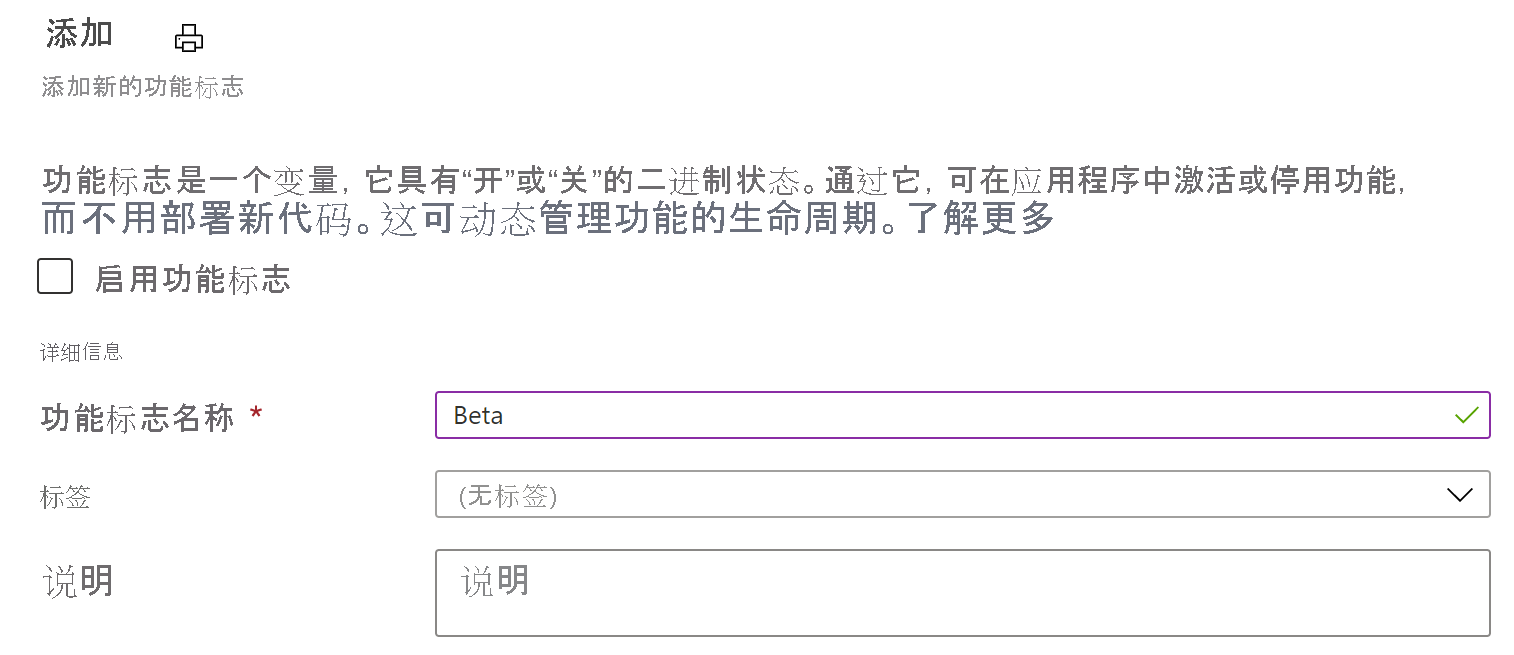 添加
添加新的功能标志
功能标志是一个变量, 它具有“开”或“关”的二进制状态。通过它, 可在应用程序中激活或停用功能,
而不用部署新代码。这可动态管理功能的生命周期。了解更多
启用功能标志
详细信息
功能标志名称 * Beta
标签 (无标签)
说明 说明